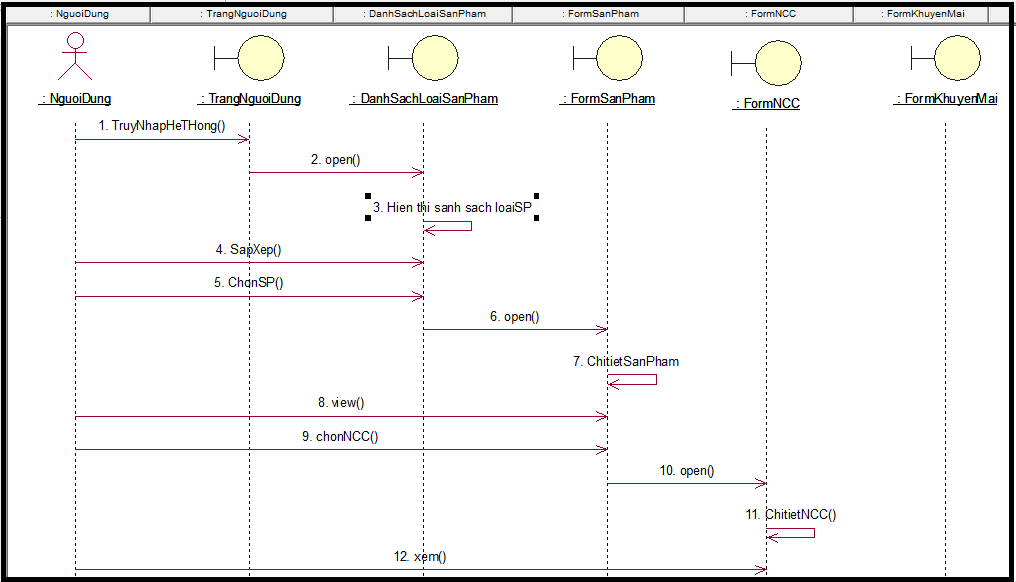 : NguoiDung
: TrangNguoiDung
: DanhSachLoaiSanPham
: FormSanPham
: FormNCC
: FormKhuyenMai
: NguoiDung
: TrangNguoiDung
: DanhSachLoaiSanPham
: FormSanPham
: FormNCC
: FormKhuyenMai
1. TruyNhapHeTHong()
2. open()
3. Hien thi sanh sach loaiSP
4. SapXep()
5. ChonSP()
6. open()
7. ChitietSanPham
8. view()
9. chonNCC()
10. open()
11. ChitietNCC()
12. xem()